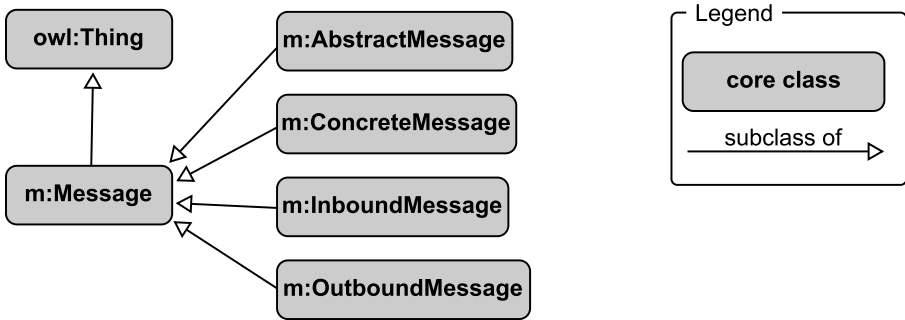 owl:Thing
m:Message
m:AbstractMessage
m:ConcreteMessage
m:InboundMessage
m:OutboundMessage
Legend
core class
subclass of